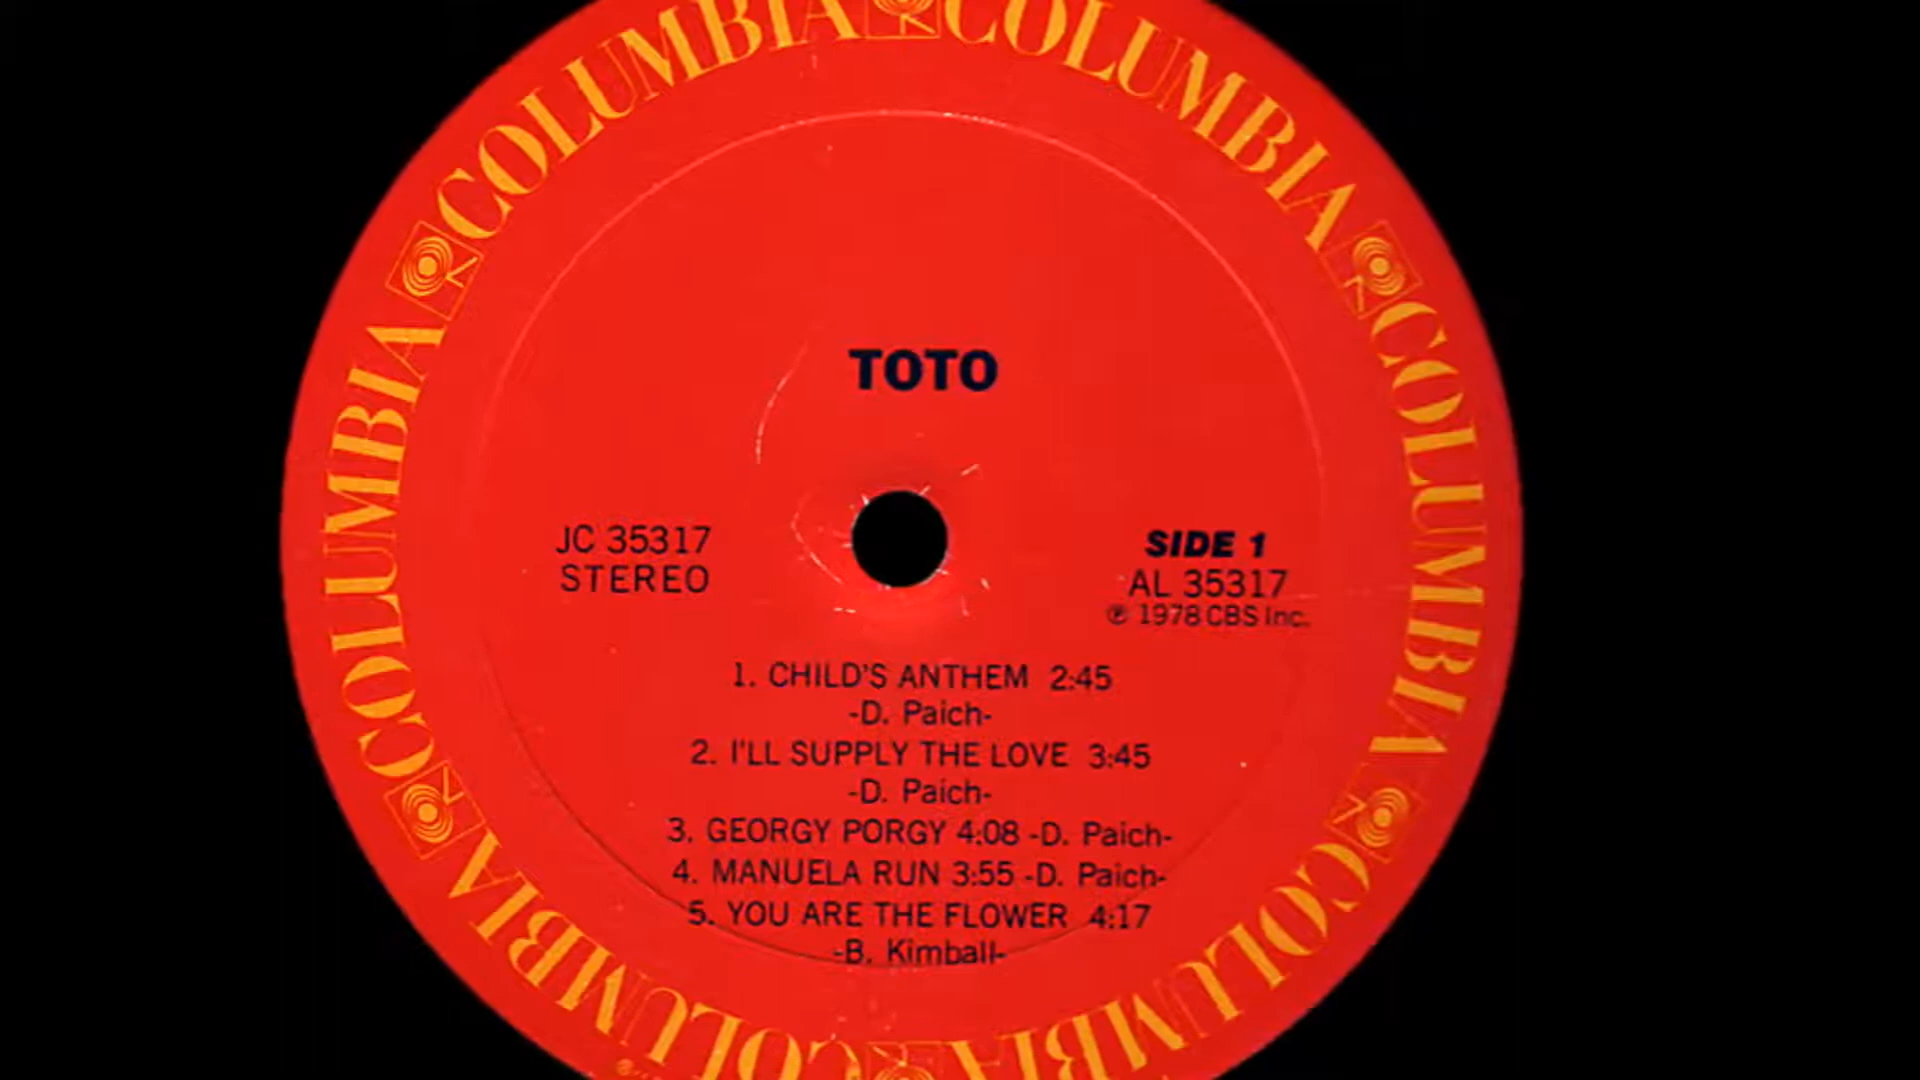 COLUMBIA COLUMBIA COLUMBIA COLUMBIA COLUMBIA COLUMBIA
TOTO
JC 35317
STEREO
SIDE 1
AL 35317
℗ 1978 CBS Inc.
1. CHILD'S ANTHEM 2:45
-D. Paich-
2. I'LL SUPPLY THE LOVE 3:45
-D. Paich-
3. GEORGY PORGY 4:08 -D. Paich-
4. MANUELA RUN 3:55 -D. Paich-
5. YOU ARE THE FLOWER 4:17
-B. Kimball-